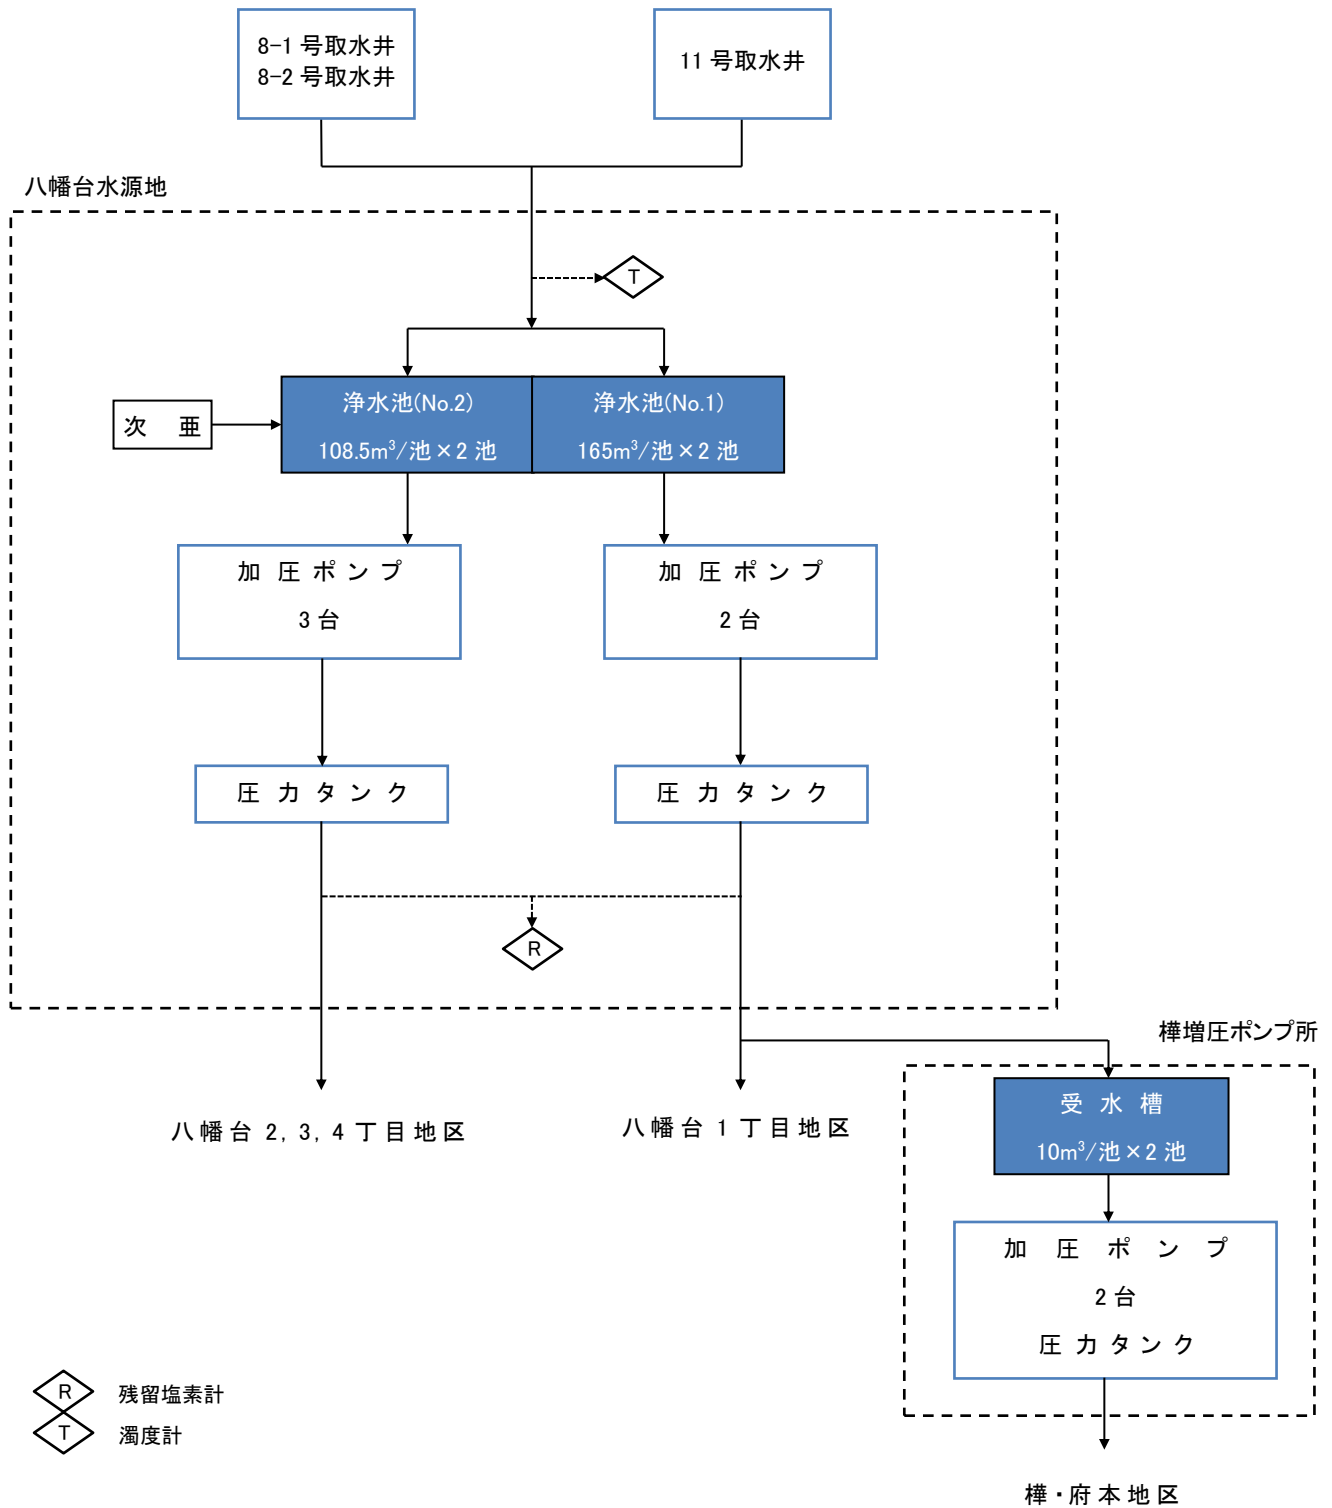 8-1 号取水井
8-2 号取水井
11 号取水井
八幡台水源地
T
次 亜
浄水池(No.2)
108.5m³/池×2 池
浄水池(No.1)
165m³/池×2 池
加 圧 ポ ン プ
3 台
加 圧 ポ ン プ
2 台
圧 力 タ ン ク
圧 力 タ ン ク
R
樺増圧ポンプ所
八 幡 台 2, 3, 4 丁 目 地 区
八 幡 台 1 丁 目 地 区
受 水 槽
10m³/池×2 池
加 圧 ポ ン プ
2 台
圧 力 タ ン ク
R 残留塩素計
T 濁度計
樺・府 本 地 区